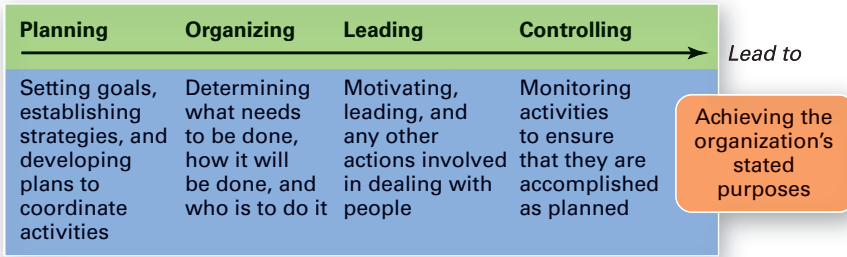 Planning
Organizing
Leading
Controlling
Lead to
Setting goals,
establishing
strategies, and
developing
plans to
coordinate
activities
Determining
what needs
to be done,
how it will
be done, and
who is to do it
Motivating,
leading, and
any other
actions involved
in dealing with
people
Monitoring
activities
to ensure
that they are
accomplished
as planned
Achieving the
organization's
stated
purposes